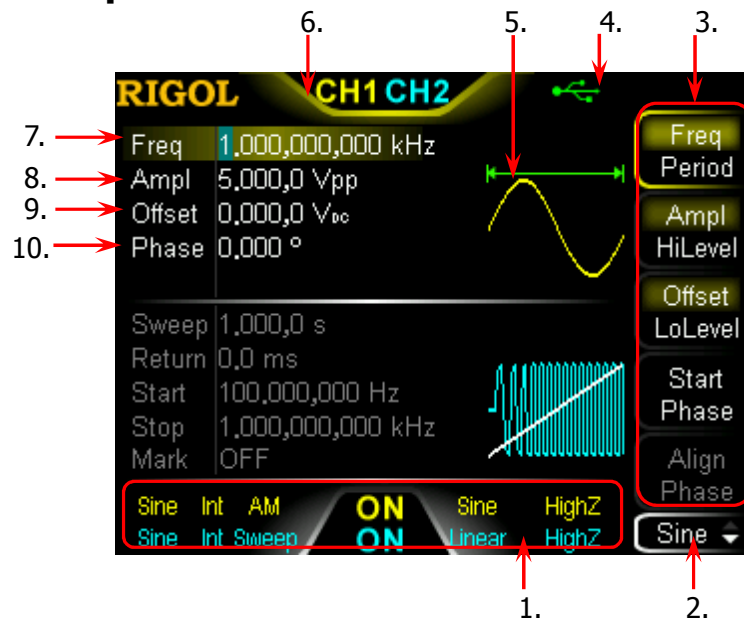 6. 5. 4. 3.
RIGOL CH1 CH2
7. Freq 1.000,000,000 kHz
8. Ampl 5.000,0 Vpp
9. Offset 0.000,0 VDC
10. Phase 0.000 °
Sweep 1.000,0 s
Return 0.0 ms
Start 100.000,000 Hz
Stop 1.000,000,000 kHz
Mark OFF
Freq
Period
Ampl
HiLevel
Offset
LoLevel
Start
Phase
Align
Phase
Sine Int AM ON Sine HighZ
Sine Int Sweep ON Linear HighZ
Sine
1. 2.